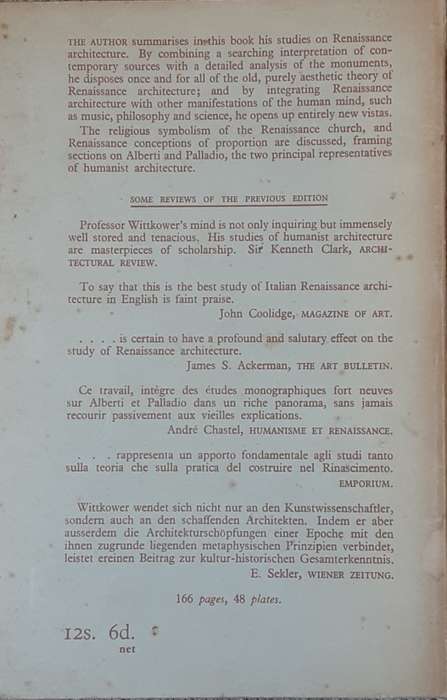 THE AUTHOR summarises in this book his studies on Renaissance
architecture. By combining a searching interpretation of con-
temporary sources with a detailed analysis of the monuments,
he disposes once and for all of the old, purely aesthetic theory of
Renaissance architecture; and by integrating Renaissance
architecture with other manifestations of the human mind, such
as music, philosophy and science, he opens up entirely new vistas.
The religious symbolism of the Renaissance church, and
Renaissance conceptions of proportion are discussed, framing
sections on Alberti and Palladio, the two principal representatives
of humanist architecture.
SOME REVIEWS OF THE PREVIOUS EDITION
Professor Wittkower's mind is not only inquiring but immensely
well stored and tenacious. His studies of humanist architecture
are masterpieces of scholarship. Sir Kenneth Clark, ARCHI-
TECTURAL REVIEW.
To say that this is the best study of Italian Renaissance archi-
tecture in English is faint praise.
John Coolidge, MAGAZINE OF ART.
. . . . is certain to have a profound and salutary effect on the
study of Renaissance architecture.
James S. Ackerman, THE ART BULLETIN.
Ce travail, intègre des études monographiques fort neuves
sur Alberti et Palladio dans un riche panorama, sans jamais
recourir passivement aux vieilles explications.
André Chastel, HUMANISME ET RENAISSANCE.
. . . rappresenta un apporto fondamentale agli studi tanto
sulla teoria che sulla pratica del costruire nel Rinascimento.
EMPORIUM.
Wittkower wendet sich nicht nur an den Kunstwissenschaftler,
sondern auch an den schaffenden Architekten. Indem er aber
ausserdem die Architekturschöpfungen einer Epoche mit den
ihnen zugrunde liegenden metaphysischen Prinzipien verbindet,
leistet ereinen Beitrag zur kultur-historischen Gesamterkenntnis.
E. Sekler, WIENER ZEITUNG.
166 pages, 48 plates.
12s. 6d.
net